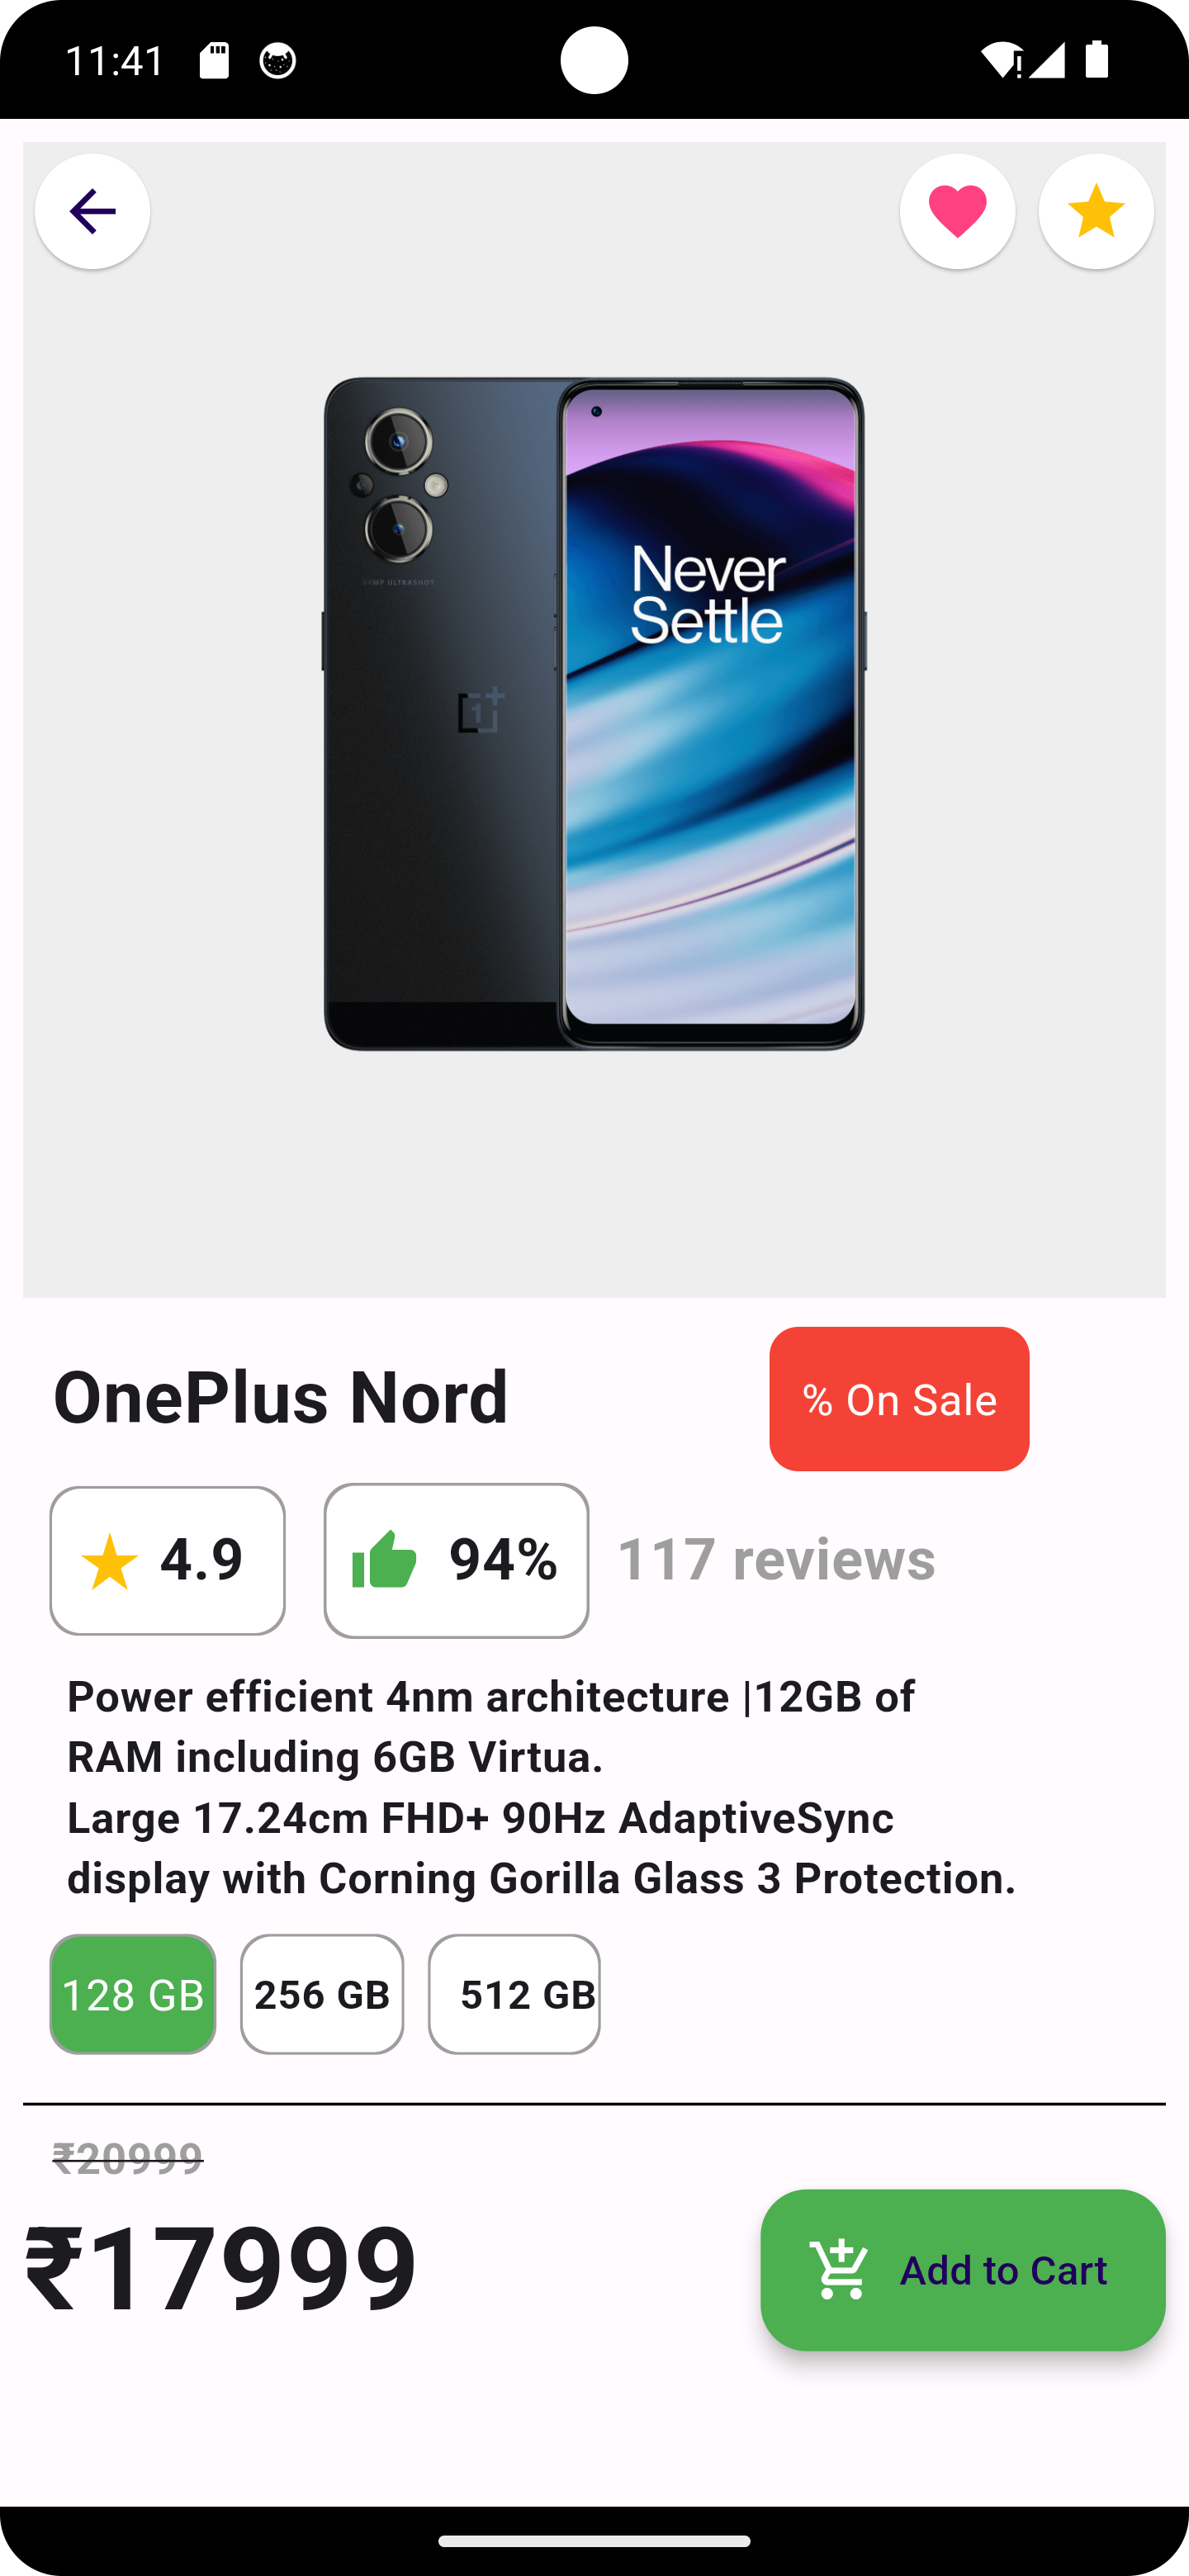 11:41
64MP ULTRASHOT
Never
Settle
OnePlus Nord
% On Sale
4.9
94%
117 reviews
Power efficient 4nm architecture |12GB of
RAM including 6GB Virtua.
Large 17.24cm FHD+ 90Hz AdaptiveSync
display with Corning Gorilla Glass 3 Protection.
128 GB
256 GB
512 GB
₹20999
₹17999
Add to Cart